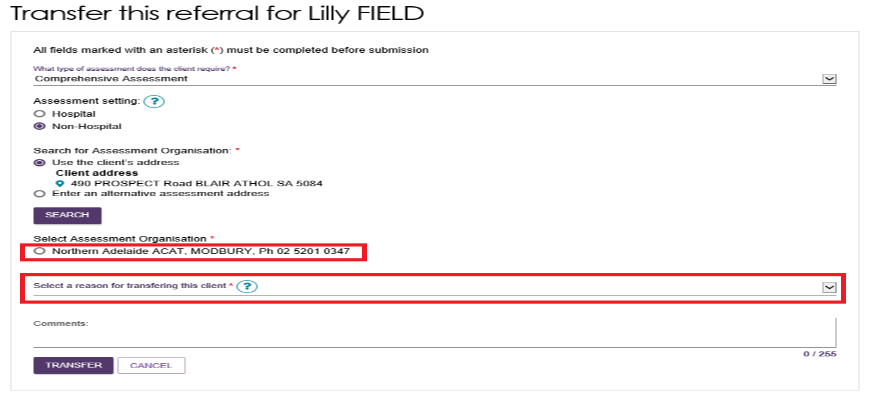 Transfer this referral for Lilly FIELD
All fields marked with an asterisk (*) must be completed before submission
What type of assessment does the client require? *
Comprehensive Assessment
Assessment setting: ?
Hospital
Non-Hospital
Search for Assessment Organisation: *
Use the client's address
Client address
490 PROSPECT Road BLAIR ATHOL SA 5084
Enter an alternative assessment address
SEARCH
Select Assessment Organisation *
Northern Adelaide ACAT, MODBURY, Ph 02 5201 0347
Select a reason for transfering this client * ?
Comments:
0 / 255
TRANSFER CANCEL